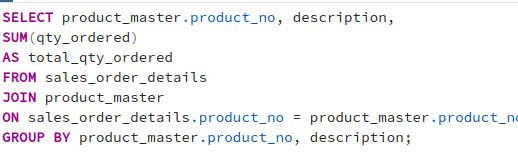 SELECT product_master.product_no, description,
SUM(qty_ordered)
AS total_qty_ordered
FROM sales_order_details
JOIN product_master
ON sales_order_details.product_no = product_master.product_no
GROUP BY product_master.product_no, description;